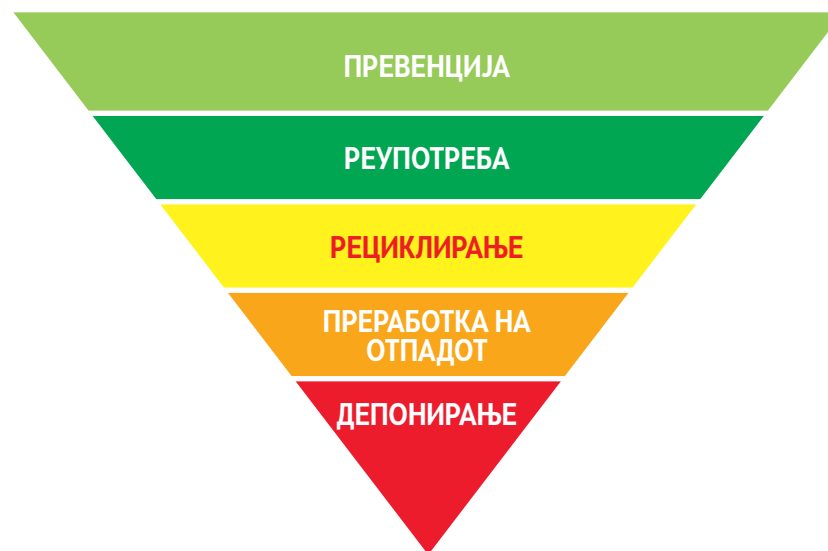 ПРЕВЕНЦИЈА
РЕУПОТРЕБА
РЕЦИКЛИРАЊЕ
ПРЕРАБОТКА НА
ОТПАДОТ
ДЕПОНИРАЊЕ